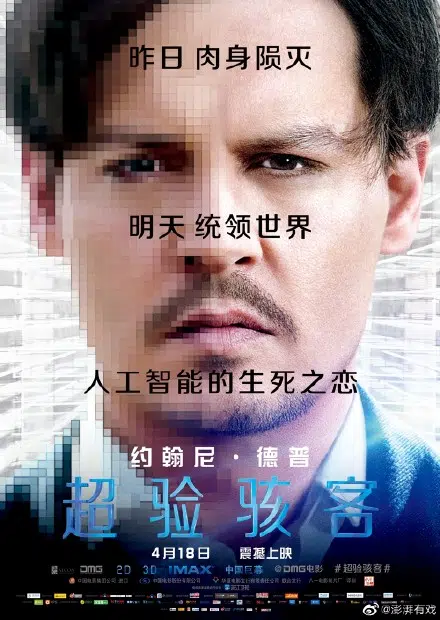 昨日 肉身陨灭
明天 统领世界
人工智能的生死之恋
约翰尼·德普
超验骇客
4月18日 震撼上映
DMG 2D 3D IMAX 中国巨幕 DMG电影 #超验骇客#
@澎湃有戏